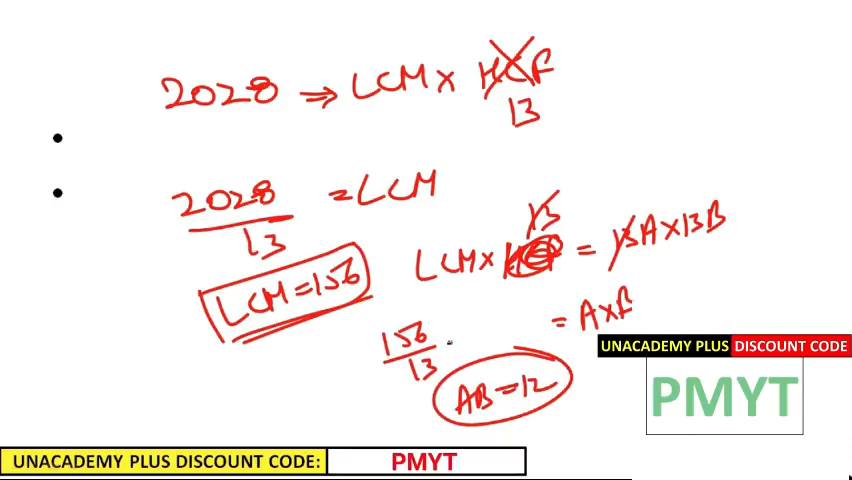 2028 ⇒ LCM × HCF
13
2028 = LCM
13
LCM = 156
13
LCM × = 13A × 13B
= A×B
156
13
AB = 12
UNACADEMY PLUS DISCOUNT CODE
PMYT
UNACADEMY PLUS DISCOUNT CODE: PMYT